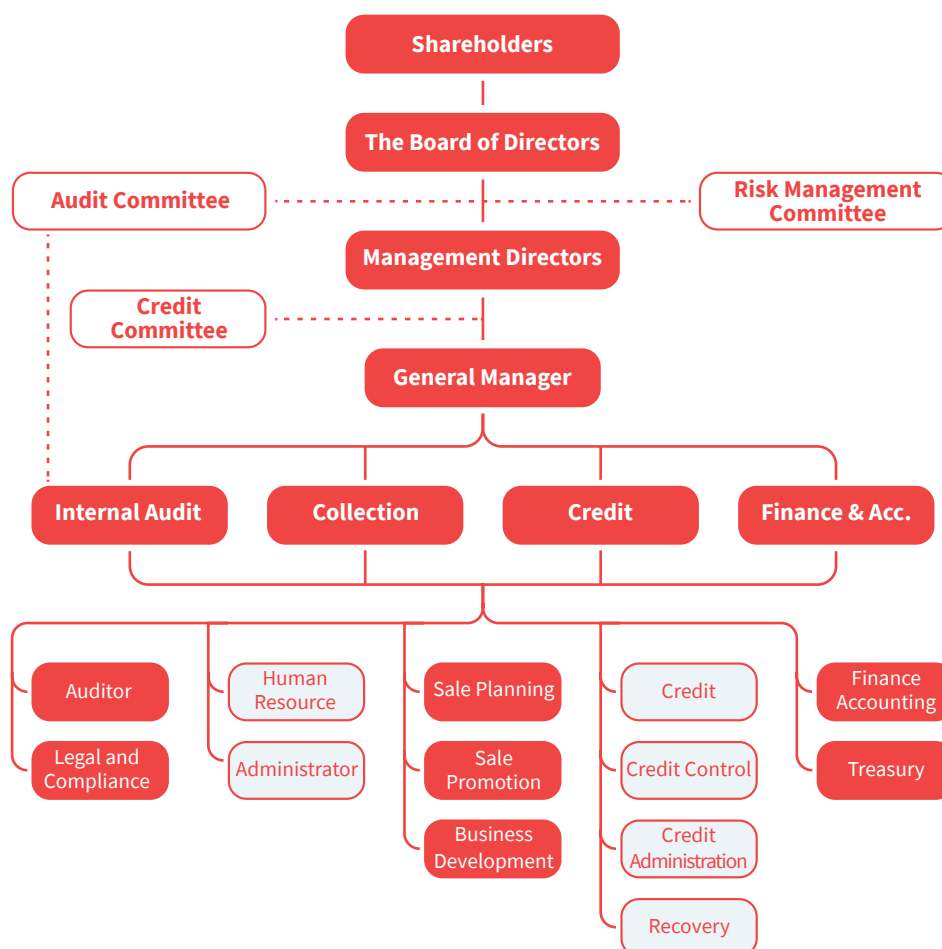 Shareholders
The Board of Directors
Audit Committee
Risk Management
Committee
Management Directors
Credit
Committee
General Manager
Internal Audit
Collection
Credit
Finance & Acc.
Auditor
Human
Resource
Sale Planning
Credit
Finance
Accounting
Legal and
Compliance
Administrator
Sale
Promotion
Credit Control
Treasury
Business
Development
Credit
Administration
Recovery